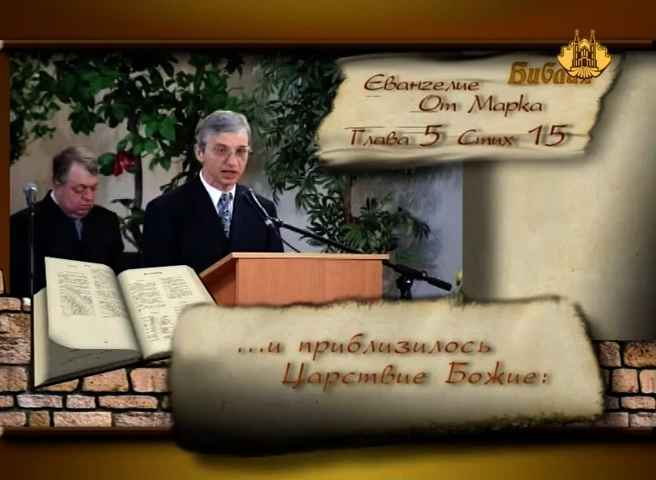 Библия
Евангелие
От Марка
Глава 5 Стих 15
...и приблизилось
Царствие Божие: